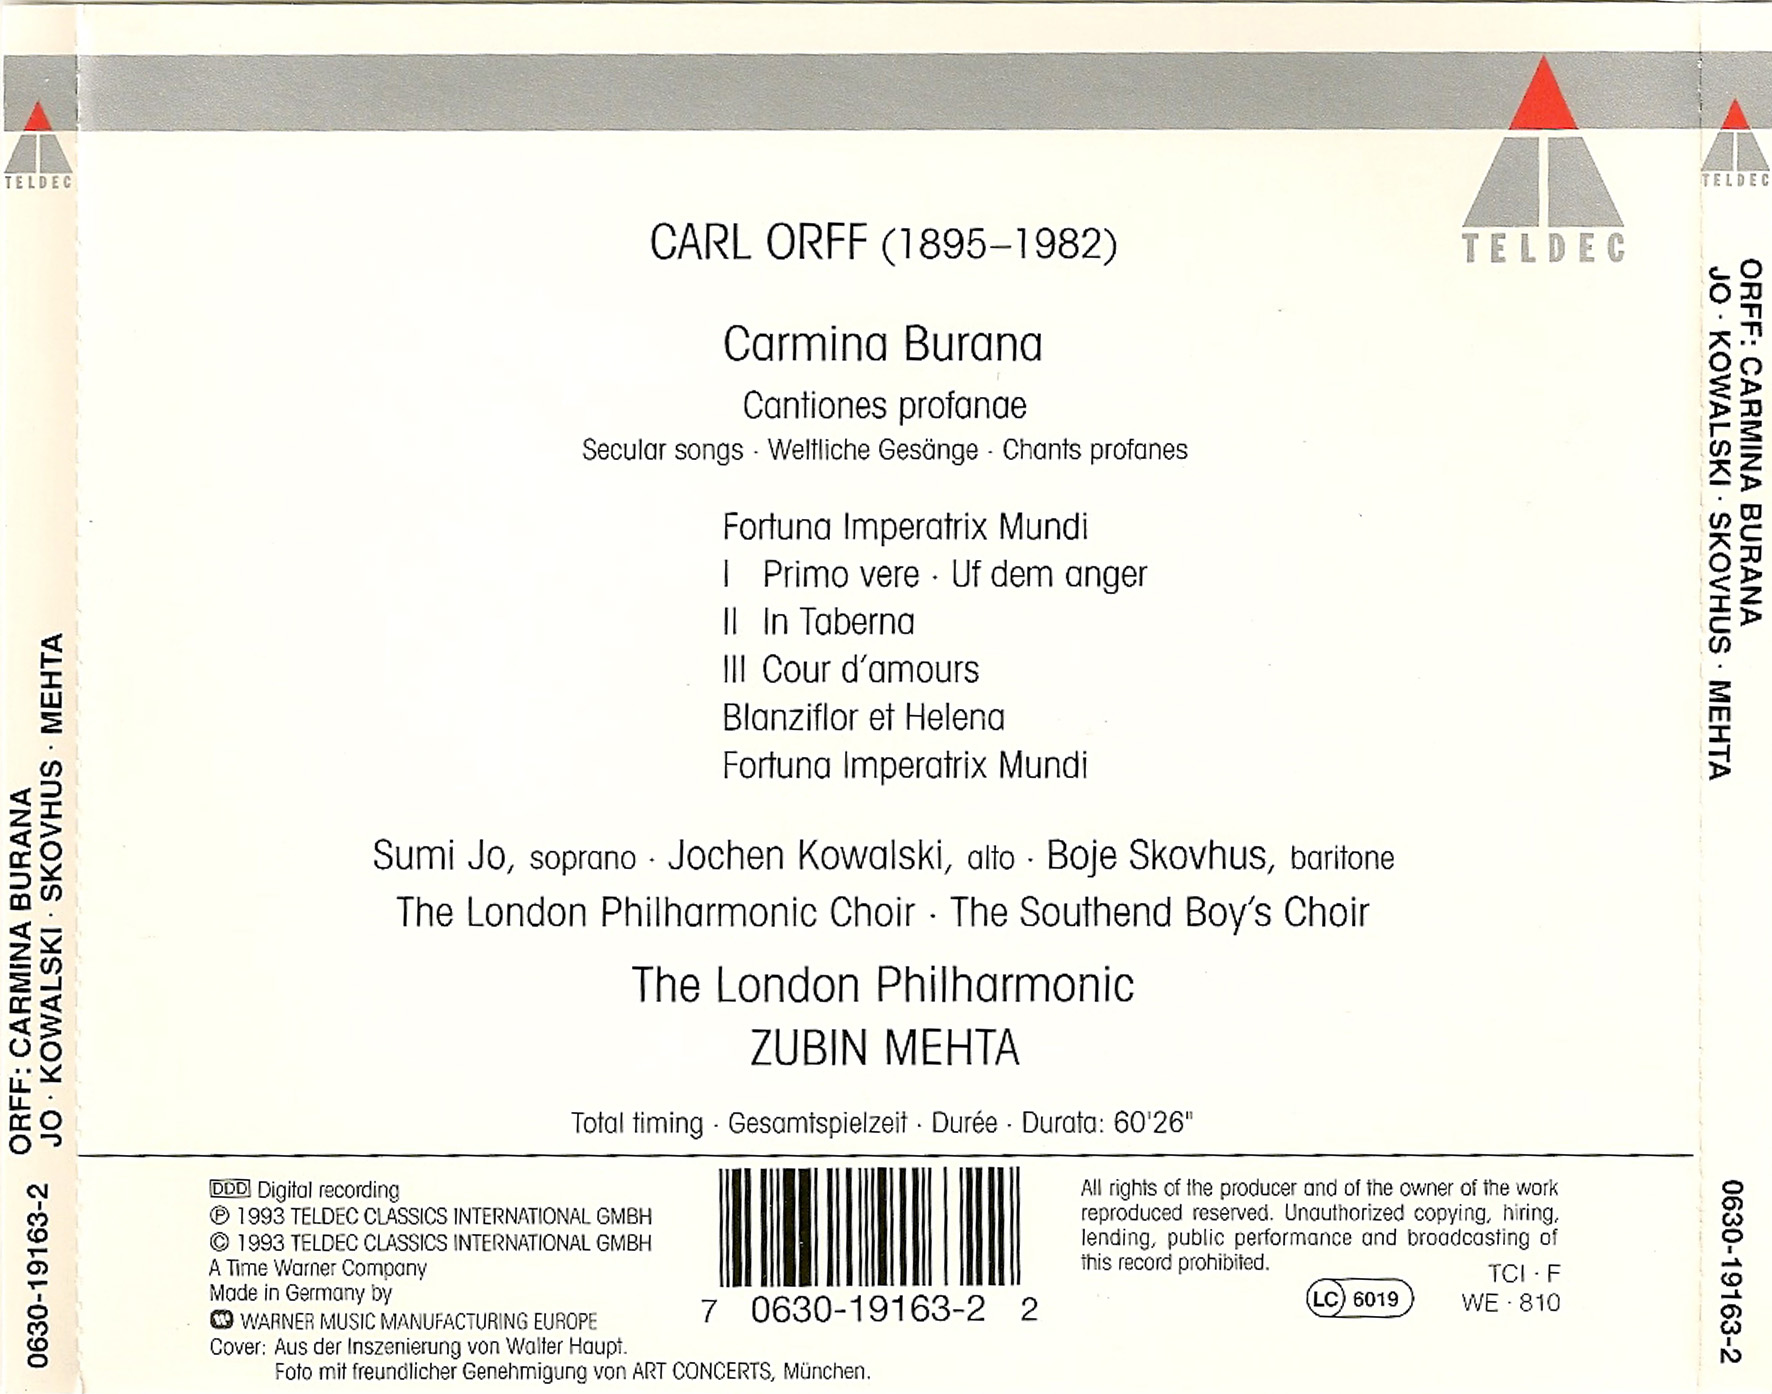 TELDEC
ORFF: CARMINA BURANA
JO · KOWALSKI · SKOVHUS · MEHTA
0630-19163-2
TELDEC
CARL ORFF (1895–1982)
Carmina Burana
Cantiones profanae
Secular songs · Weltliche Gesänge · Chants profanes
Fortuna Imperatrix Mundi
I Primo vere · Uf dem anger
II In Taberna
III Cour d'amours
Blanziflor et Helena
Fortuna Imperatrix Mundi
Sumi Jo, soprano · Jochen Kowalski, alto · Boje Skovhus, baritone
The London Philharmonic Choir · The Southend Boy's Choir
The London Philharmonic
ZUBIN MEHTA
Total timing · Gesamtspielzeit · Durée · Durata: 60'26"
DDD Digital recording
℗ 1993 TELDEC CLASSICS INTERNATIONAL GMBH
© 1993 TELDEC CLASSICS INTERNATIONAL GMBH
A Time Warner Company
Made in Germany by
WARNER MUSIC MANUFACTURING EUROPE
Cover: Aus der Inszenierung von Walter Haupt.
Foto mit freundlicher Genehmigung von ART CONCERTS, München.
7 0630-19163-2 2
All rights of the producer and of the owner of the work
reproduced reserved. Unauthorized copying, hiring,
lending, public performance and broadcasting of
this record prohibited.
LC 6019
TCI · F
WE · 810
TELDEC
ORFF: CARMINA BURANA
JO · KOWALSKI · SKOVHUS · MEHTA
0630-19163-2